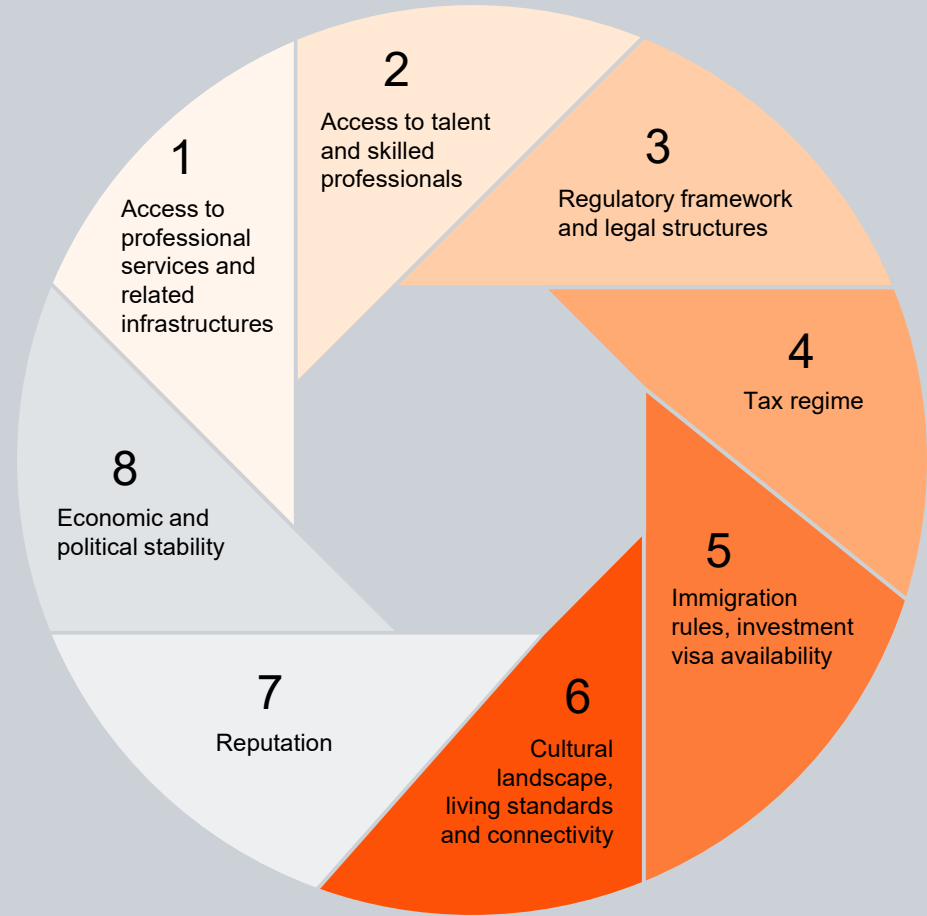 1
Access to
professional
services and
related
infrastructures
2
Access to talent
and skilled
professionals
3
Regulatory framework
and legal structures
4
Tax regime
5
Immigration
rules, investment
visa availability
6
Cultural
landscape,
living standards
and connectivity
7
Reputation
8
Economic and
political stability